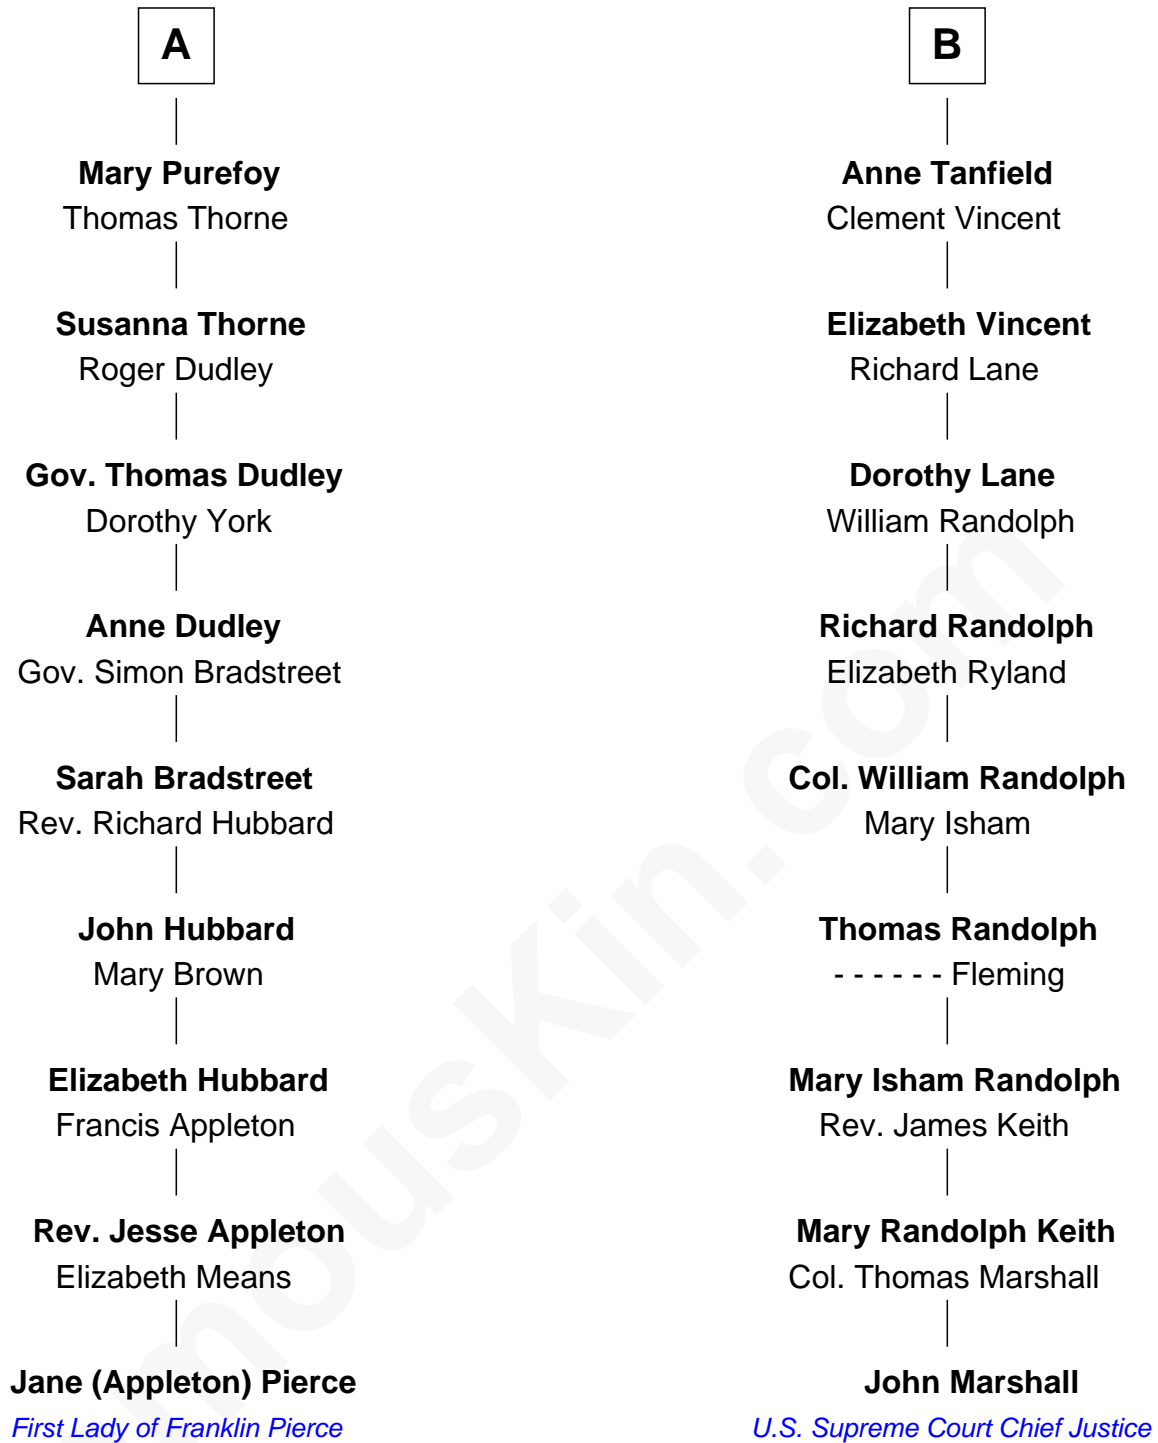 A
Mary Purefoy
Thomas Thorne
Susanna Thorne
Roger Dudley
Gov. Thomas Dudley
Dorothy York
Anne Dudley
Gov. Simon Bradstreet
Sarah Bradstreet
Rev. Richard Hubbard
John Hubbard
Mary Brown
Elizabeth Hubbard
Francis Appleton
Rev. Jesse Appleton
Elizabeth Means
Jane (Appleton) Pierce
First Lady of Franklin Pierce
B
Anne Tanfield
Clement Vincent
Elizabeth Vincent
Richard Lane
Dorothy Lane
William Randolph
Richard Randolph
Elizabeth Ryland
Col. William Randolph
Mary Isham
Thomas Randolph
- - - - - - Fleming
Mary Isham Randolph
Rev. James Keith
Mary Randolph Keith
Col. Thomas Marshall
John Marshall
U.S. Supreme Court Chief Justice
mousKin.com